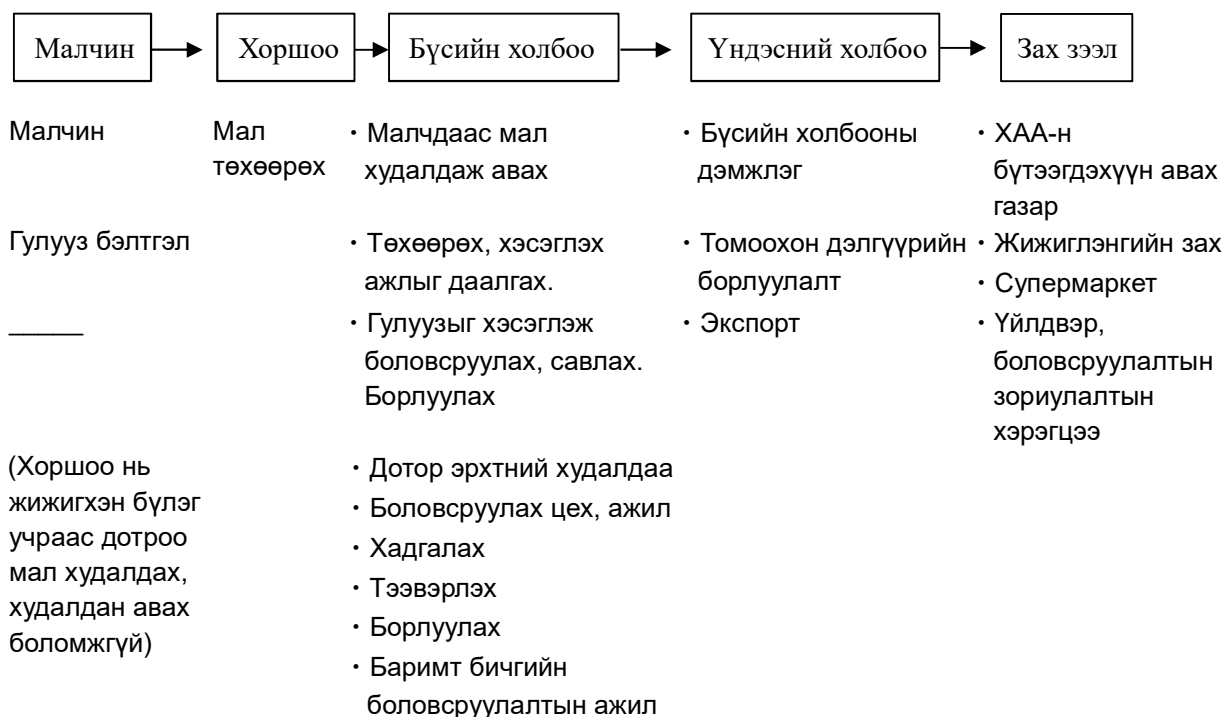 Малчин
Хоршоо
Бүсийн холбоо
Үндэсний холбоо
Зах зээл
Малчин
Гулууз бэлтгэл
_____
(Хоршоо нь
жижигхэн бүлэг
учраас дотроо
мал худалдах,
худалдан авах
боломжгүй)
Мал
төхөөрөх
・Малчдаас мал
худалдаж авах
・Төхөөрөх, хэсэглэх
ажлыг даалгах.
・Гулуузыг хэсэглэж
боловсруулах, савлах.
Борлуулах
・Дотор эрхтний худалдаа
・Боловсруулах цех, ажил
・Хадгалах
・Тээвэрлэх
・Борлуулах
・Баримт бичгийн
боловсруулалтын ажил
・Бүсийн холбооны
дэмжлэг
・Томоохон дэлгүүрийн
борлуулалт
・Экспорт
・ХАА-н
бүтээгдэхүүн авах
газар
・Жижиглэнгийн зах
・Супермаркет
・Үйлдвэр,
боловсруулалтын
зориулалтын
хэрэгцээ